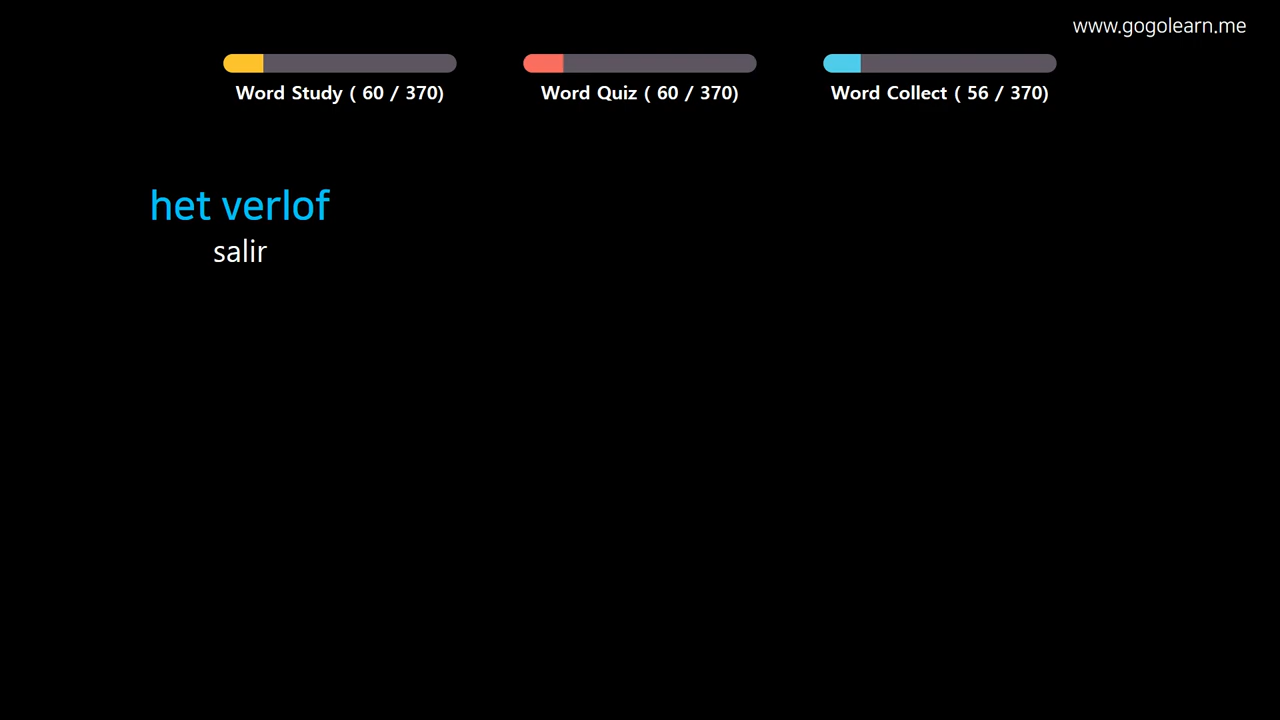 www.gogolearn.me
Word Study ( 60 / 370)
Word Quiz ( 60 / 370)
Word Collect ( 56 / 370)
het verlof
salir